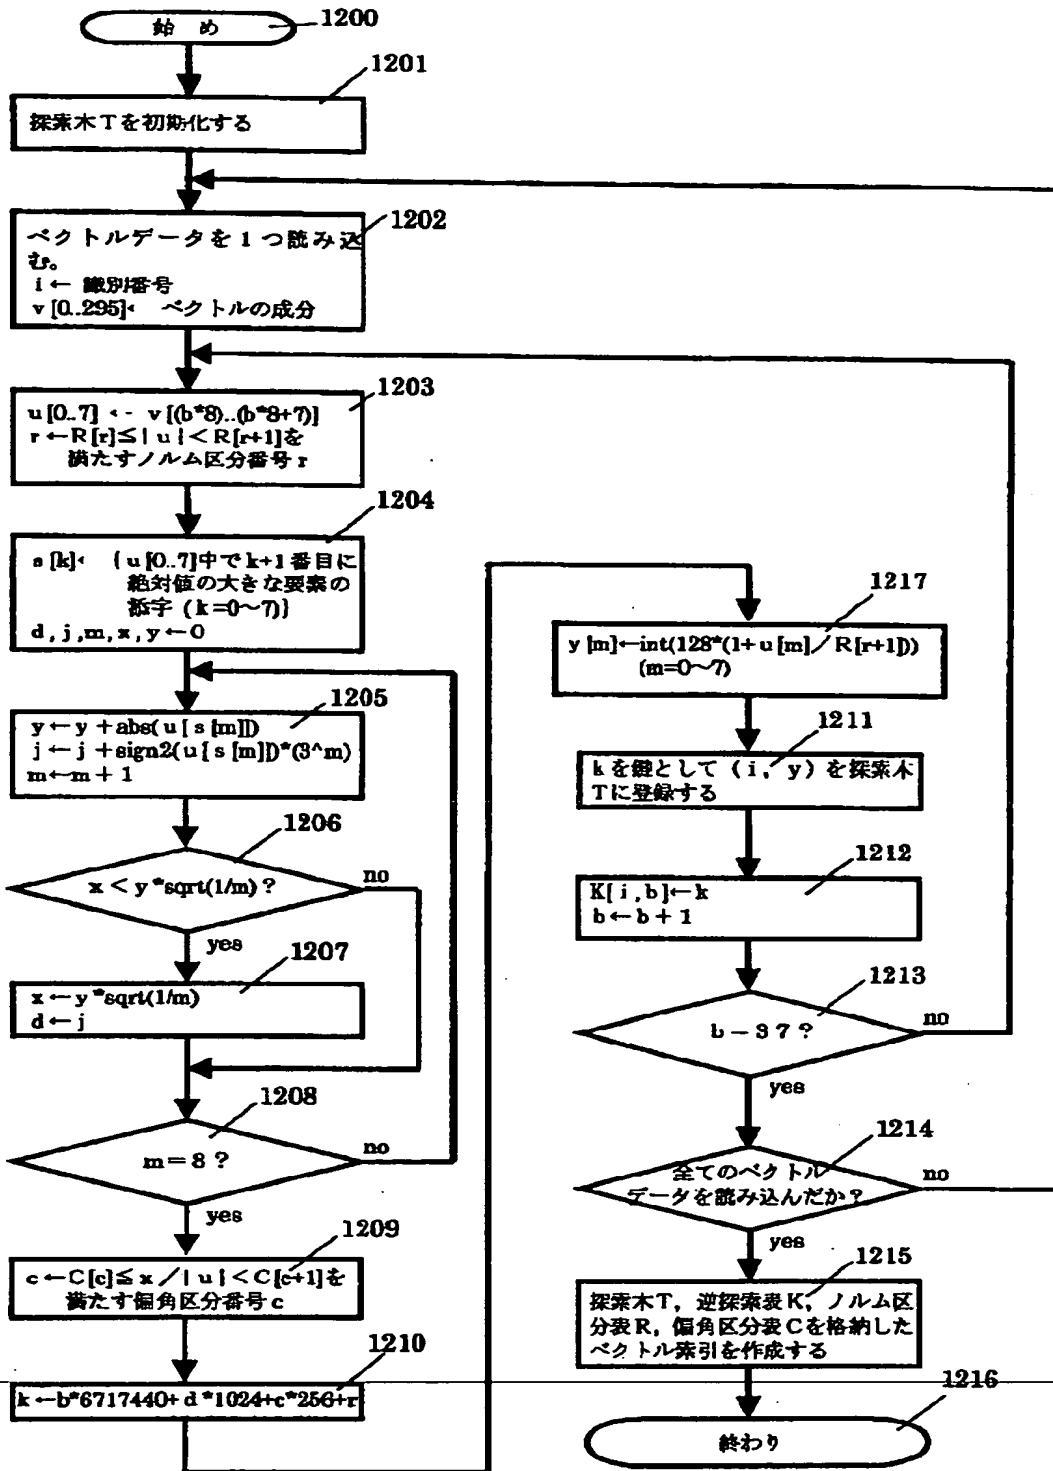 始 め
1200
1201
探索木Tを初期化する
1202
ベクトルデータを1つ読み込
む。
i ← 識別番号
v [0..295]← ベクトルの成分
1203
u [0..7] ← v [(b*8)..(b*8+7)]
r ← R[r]≦|u|<R[r+1]を
満たすノルム区分番号 r
1204
s [k]← {u [0..7]中で k+1 番目に
絶対値の大きな要素の
添字 (k=0〜7)}
d , j ,m, x , y ← 0
1205
y ← y + abs( u [ s [m]])
j ← j + sign2( u [ s [m]])*(3^m)
m ← m + 1
1206
x < y *sqrt(1/m) ?
no
yes
1207
x ← y *sqrt(1/m)
d ← j
1208
m = 8 ?
no
yes
1209
c ← C[c]≦ x / | u | < C[c+1]を
満たす偏角区分番号 c
1210
k ← b*6717440+ d *1024+c*256+r
1217
y [m]←int(128*(1+ u [m] / R[r+1]))
(m=0〜7)
1211
k を鍵として ( i , y ) を探索木
Tに登録する
1212
K[ i , b]← k
b ← b + 1
1213
b = 37 ?
no
yes
1214
全てのベクトル
データを読み込んだか?
no
yes
1215
探索木T, 逆探索表K, ノルム区
分表R, 偏角区分表Cを格納した
ベクトル索引を作成する
1216
終わり